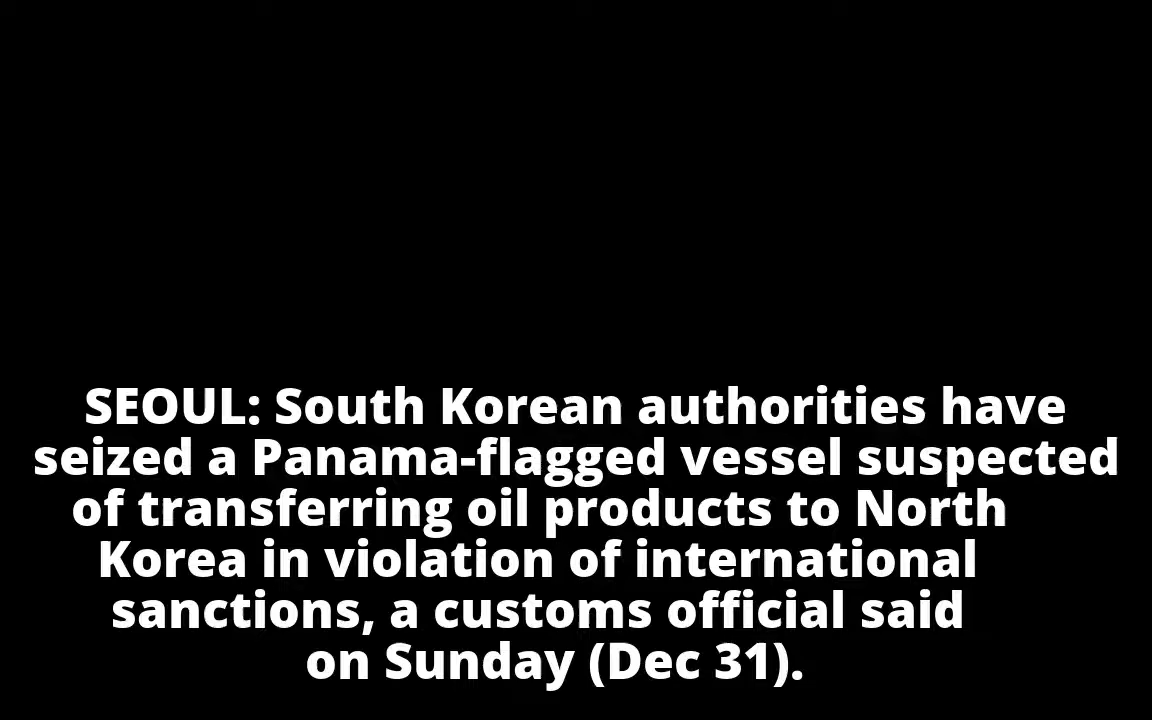 SEOUL: South Korean authorities have
seized a Panama-flagged vessel suspected
of transferring oil products to North
Korea in violation of international
sanctions, a customs official said
on Sunday (Dec 31).